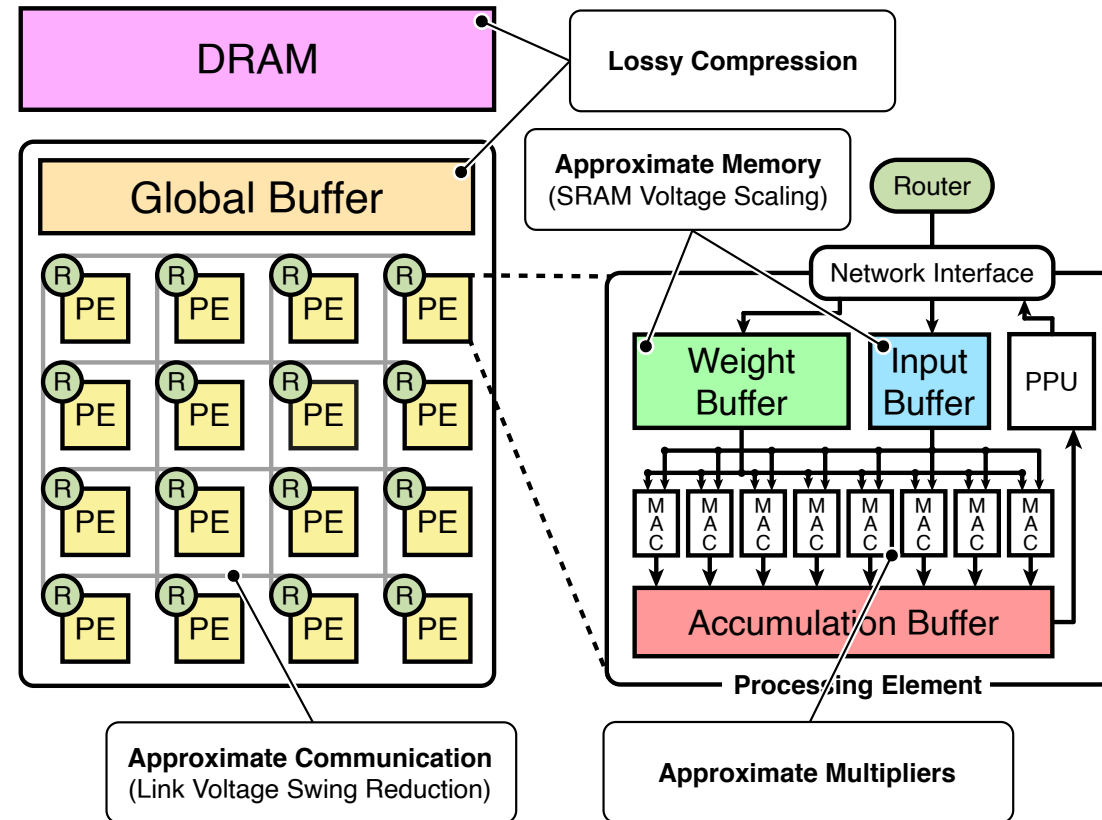 DRAM
Lossy Compression
Global Buffer
Approximate Memory
(SRAM Voltage Scaling)
Router
Network Interface
R R R R
PE PE PE PE
R R R R
PE PE PE PE
R R R R
PE PE PE PE
R R R R
PE PE PE PE
Weight
Buffer
Input
Buffer
PPU
MAC MAC MAC MAC MAC MAC MAC MAC
Accumulation Buffer
Processing Element
Approximate Communication
(Link Voltage Swing Reduction)
Approximate Multipliers